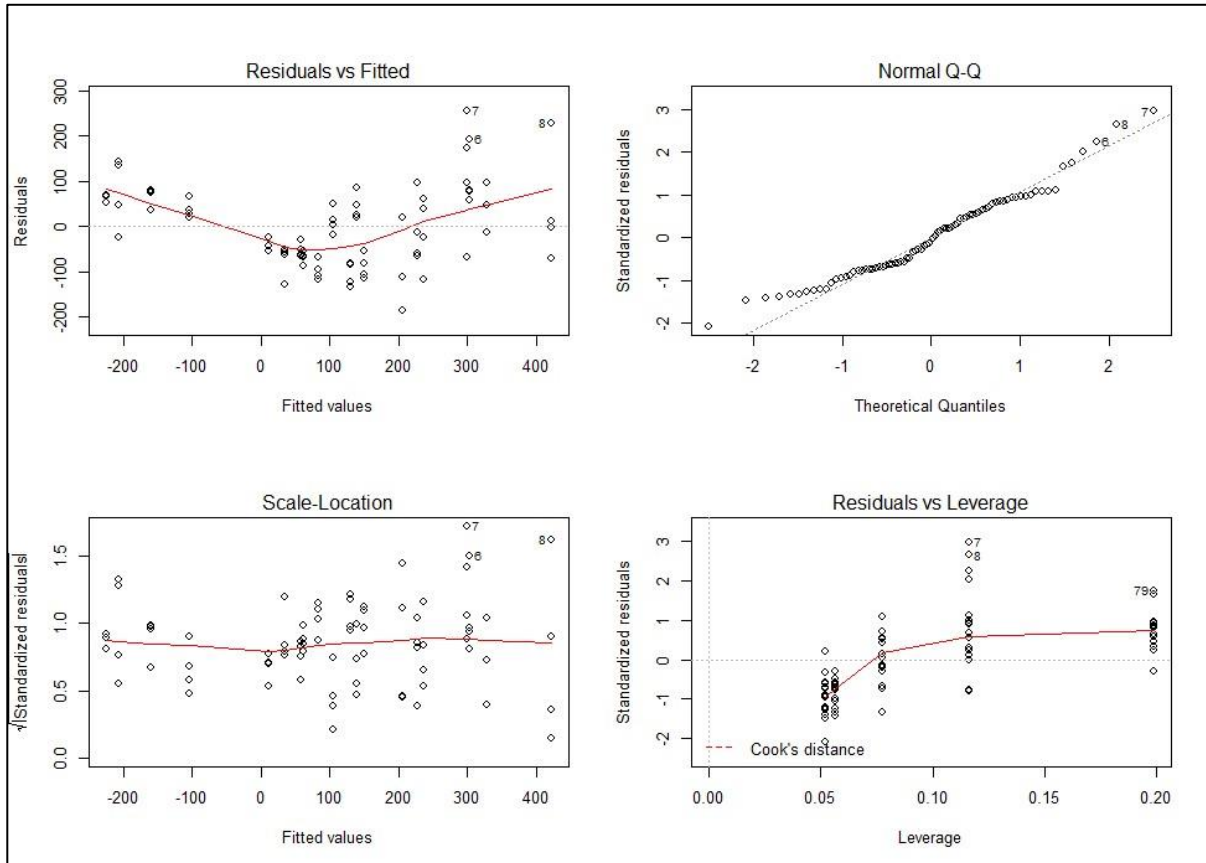 Residuals vs Fitted
Residuals
300
200
100
0
-100
-200
7
6
8
-200 -100 0 100 200 300 400
Fitted values
Normal Q-Q
Standardized residuals
3
2
1
0
-1
-2
7
8
6
-2 -1 0 1 2
Theoretical Quantiles
Scale-Location
√|Standardized residuals|
1.5
1.0
0.5
0.0
7
6
8
-200 -100 0 100 200 300 400
Fitted values
Residuals vs Leverage
Standardized residuals
3
2
1
0
-1
-2
7
8
79
Cook's distance
0.00 0.05 0.10 0.15 0.20
Leverage